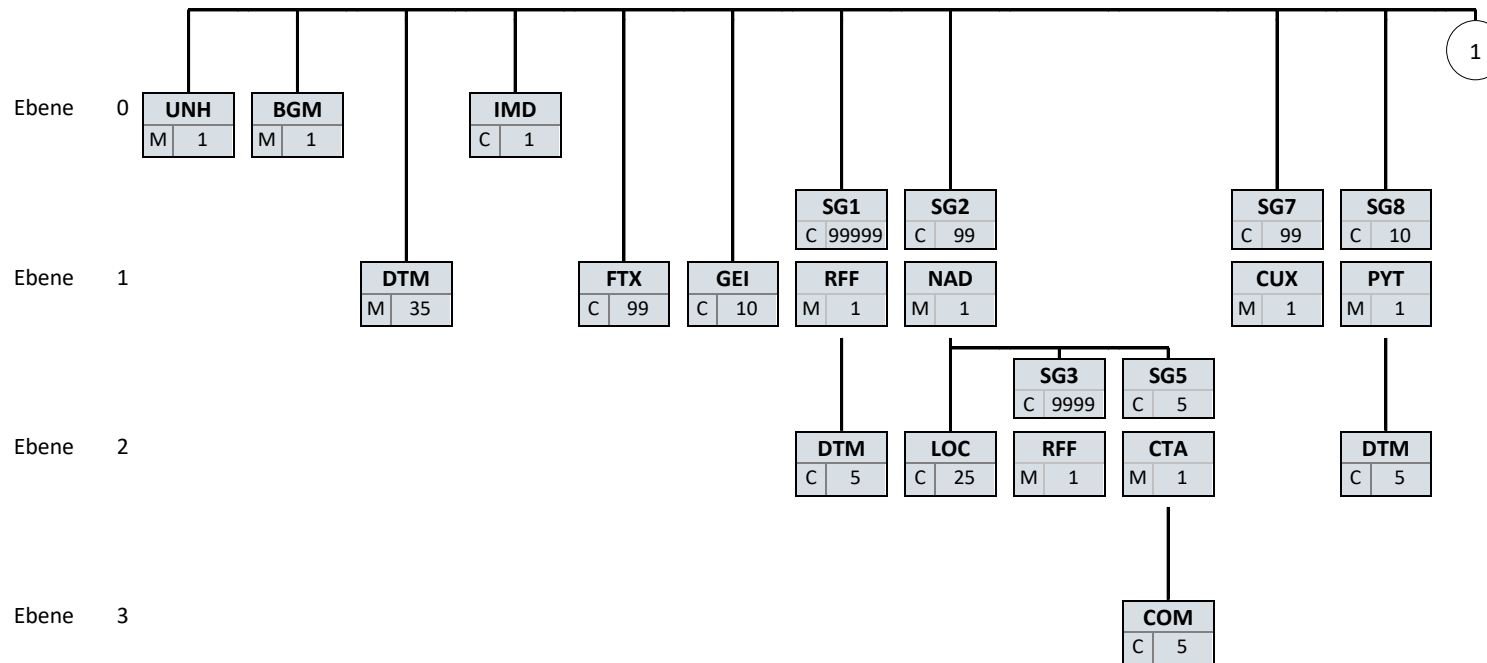 1
Ebene 0 UNH BGM IMD
M 1 M 1 C 1
SG1 SG2 SG7 SG8
C 99999 C 99 C 99 C 10
Ebene 1 DTM FTX GEI RFF NAD CUX PYT
M 35 C 99 C 10 M 1 M 1 M 1 M 1
SG3 SG5
C 9999 C 5
Ebene 2 DTM LOC RFF CTA DTM
C 5 C 25 M 1 M 1 C 5
Ebene 3 COM
C 5